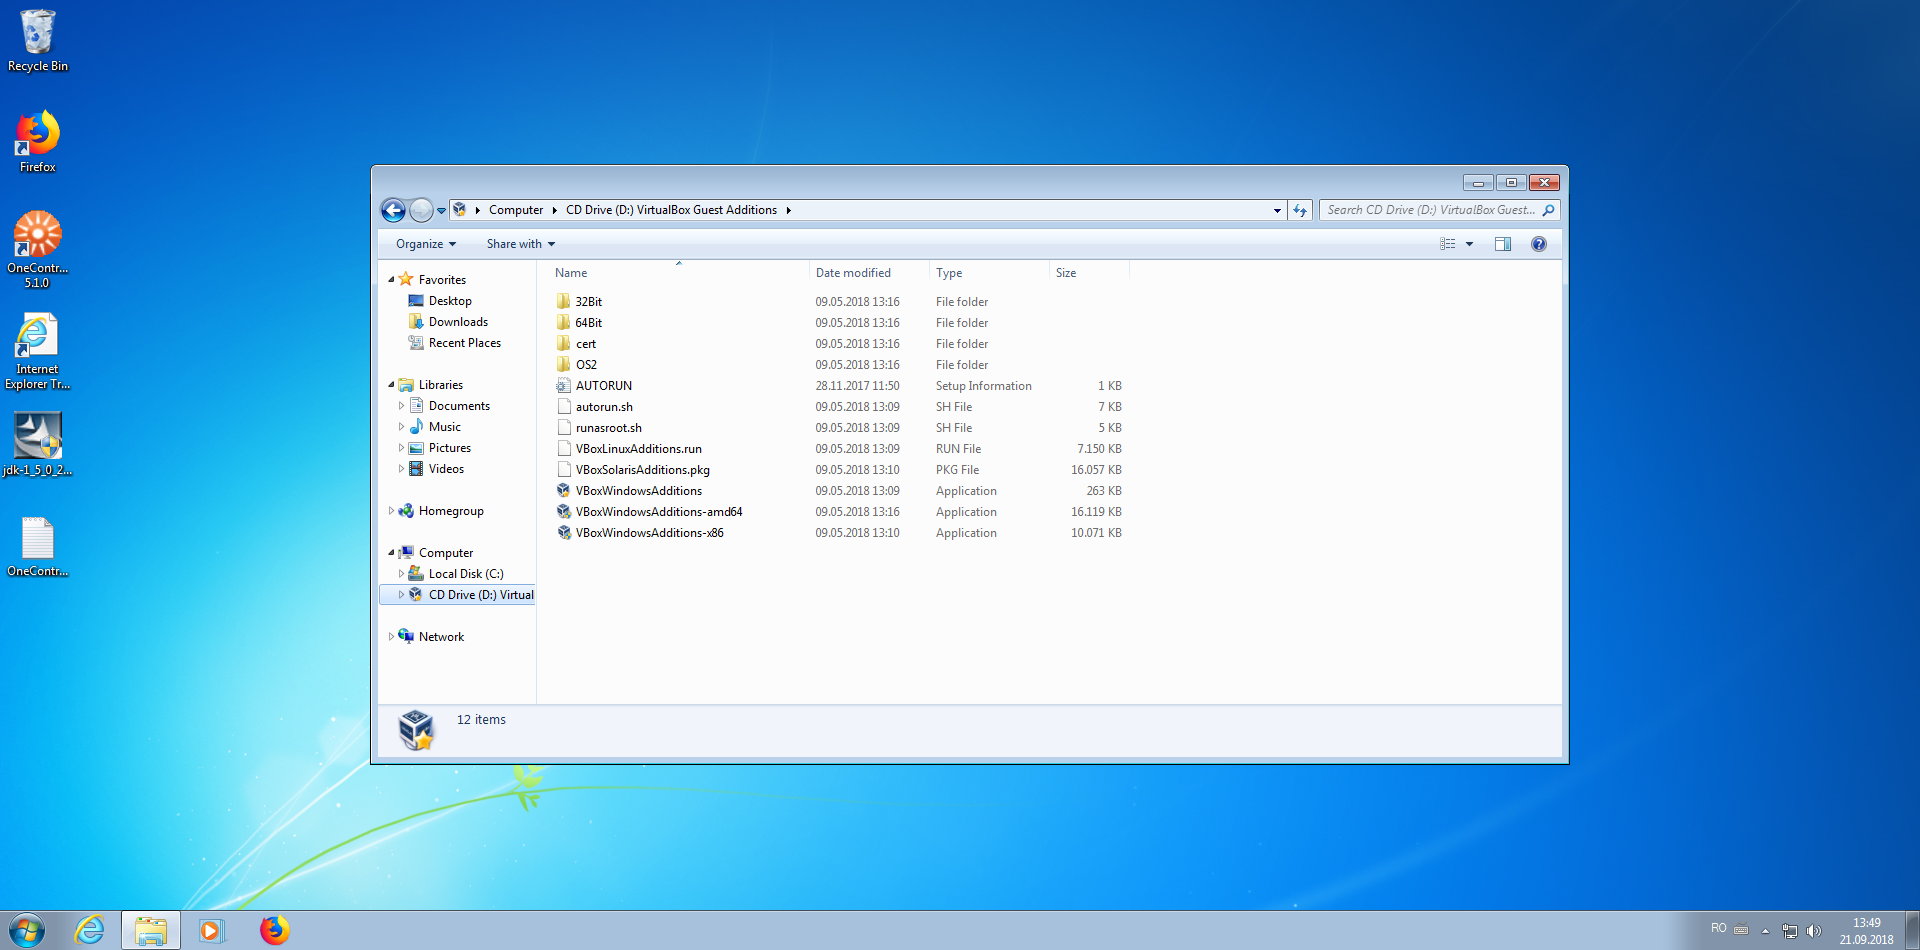 Recycle Bin
Firefox
OneContr...
5.1.0
Internet
Explorer Tr...
jdk-1_5_0_2...
OneContr...
Computer
CD Drive (D:) VirtualBox Guest Additions
Search CD Drive (D:) VirtualBox Guest...
Organize
Share with
Favorites
Desktop
Downloads
Recent Places
Libraries
Documents
Music
Pictures
Videos
Homegroup
Computer
Local Disk (C:)
CD Drive (D:) Virtual
Network
Name Date modified Type Size
32Bit 09.05.2018 13:16 File folder
64Bit 09.05.2018 13:16 File folder
cert 09.05.2018 13:16 File folder
OS2 09.05.2018 13:16 File folder
AUTORUN 28.11.2017 11:50 Setup Information 1 KB
autorun.sh 09.05.2018 13:09 SH File 7 KB
runasroot.sh 09.05.2018 13:09 SH File 5 KB
VBoxLinuxAdditions.run 09.05.2018 13:09 RUN File 7.150 KB
VBoxSolarisAdditions.pkg 09.05.2018 13:10 PKG File 16.057 KB
VBoxWindowsAdditions 09.05.2018 13:09 Application 263 KB
VBoxWindowsAdditions-amd64 09.05.2018 13:16 Application 16.119 KB
VBoxWindowsAdditions-x86 09.05.2018 13:10 Application 10.071 KB
12 items
RO
13:49
21.09.2018